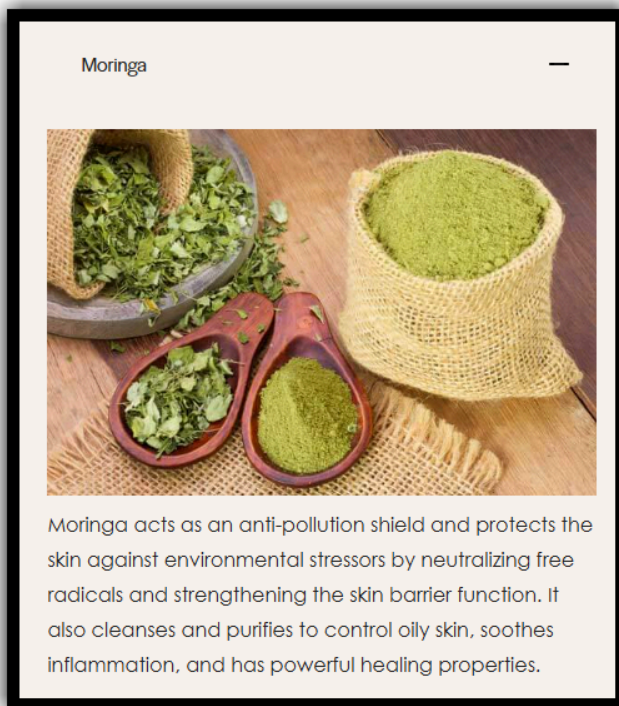 Moringa
Moringa acts as an anti-pollution shield and protects the
skin against environmental stressors by neutralizing free
radicals and strengthening the skin barrier function. It
also cleanses and purifies to control oily skin, soothes
inflammation, and has powerful healing properties.